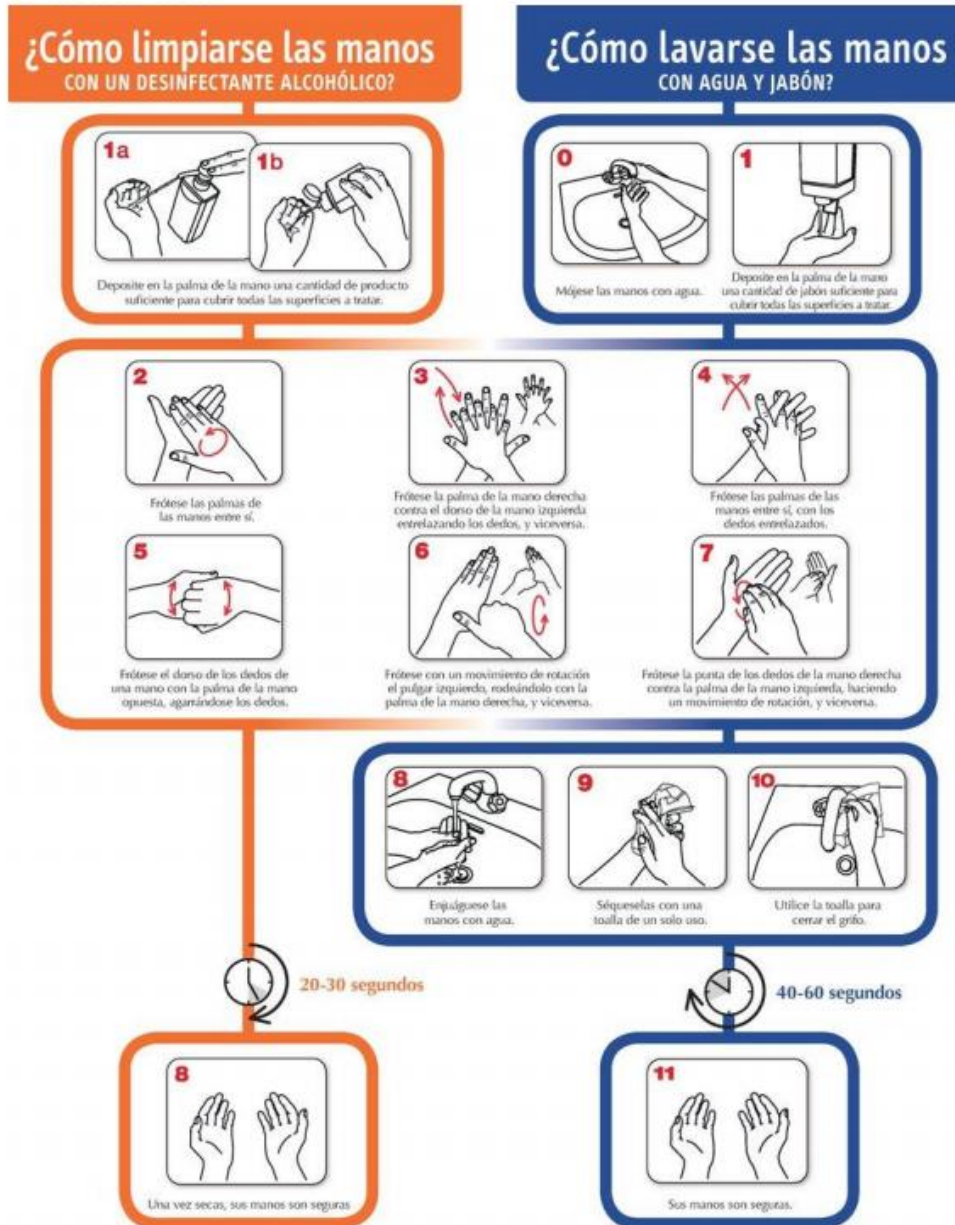 ¿Cómo limpiarse las manos
CON UN DESINFECTANTE ALCOHÓLICO?
¿Cómo lavarse las manos
CON AGUA Y JABÓN?
1a
1b
Deposite en la palma de la mano una cantidad de producto
suficiente para cubrir todas las superficies a tratar.
0
Mójese las manos con agua.
1
Deposite en la palma de la mano
una cantidad de jabón suficiente para
cubrir todas las superficies a tratar.
2
Frótese las palmas de
las manos entre sí.
3
Frótese la palma de la mano derecha
contra el dorso de la mano izquierda
entrelazando los dedos, y viceversa.
4
Frótese las palmas de las
manos entre sí, con los
dedos entrelazados.
5
Frótese el dorso de los dedos de
una mano con la palma de la mano
opuesta, agarrándose los dedos.
6
Frótese con un movimiento de rotación
el pulgar izquierdo, rodeándolo con la
palma de la mano derecha, y viceversa.
7
Frótese la punta de los dedos de la mano derecha
contra la palma de la mano izquierda, haciendo
un movimiento de rotación, y viceversa.
8
Enjuáguese las
manos con agua.
9
Séqueselas con una
toalla de un solo uso.
10
Utilice la toalla para
cerrar el grifo.
20-30 segundos
40-60 segundos
8
Una vez secas, sus manos son seguras
11
Sus manos son seguras.